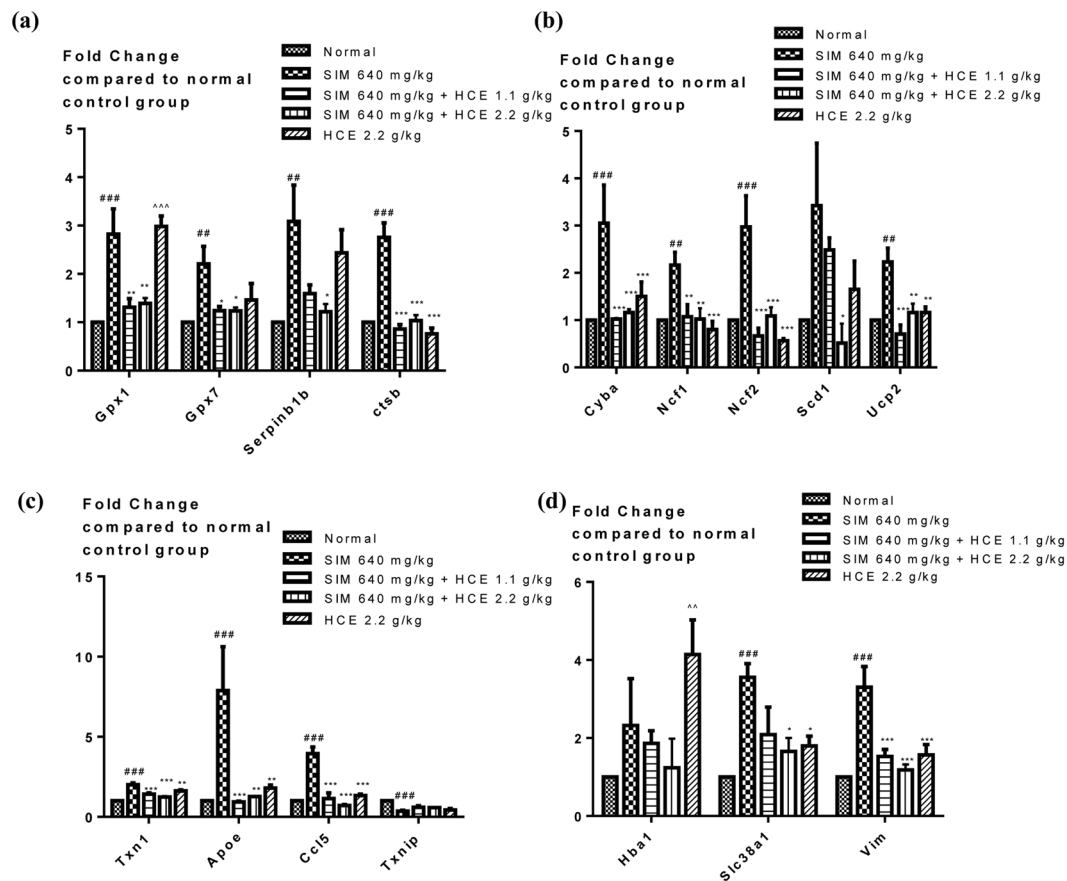 (a)
Fold Change
compared to normal
control group
Normal
SIM 640 mg/kg
SIM 640 mg/kg + HCE 1.1 g/kg
SIM 640 mg/kg + HCE 2.2 g/kg
HCE 2.2 g/kg
5
4
3
2
1
0
###
^^^
**
**
##
*
*
##
*
###
***
***
***
Gpx1
Gpx7
Serpinb1b
ctsb
(b)
Fold Change
compared to normal
control group
Normal
SIM 640 mg/kg
SIM 640 mg/kg + HCE 1.1 g/kg
SIM 640 mg/kg + HCE 2.2 g/kg
HCE 2.2 g/kg
5
4
3
2
1
0
###
***
***
***
##
**
**
*
###
***
***
***
*
##
***
**
**
Cyba
Ncf1
Ncf2
Scd1
Ucp2
(c)
Fold Change
compared to normal
control group
Normal
SIM 640 mg/kg
SIM 640 mg/kg + HCE 1.1 g/kg
SIM 640 mg/kg + HCE 2.2 g/kg
HCE 2.2 g/kg
15
10
5
0
###
***
***
**
###
***
**
**
###
***
***
***
###
Txn1
Apoe
Ccl5
Txnip
(d)
Fold Change
compared to normal
control group
Normal
SIM 640 mg/kg
SIM 640 mg/kg + HCE 1.1 g/kg
SIM 640 mg/kg + HCE 2.2 g/kg
HCE 2.2 g/kg
6
4
2
0
^^
###
*
*
###
***
***
***
Hba1
Slc38a1
Vim